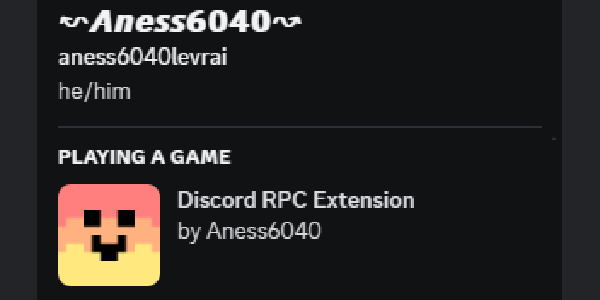 ↜Aness6040↝
aness6040levrai
he/him
PLAYING A GAME
Discord RPC Extension
by Aness6040